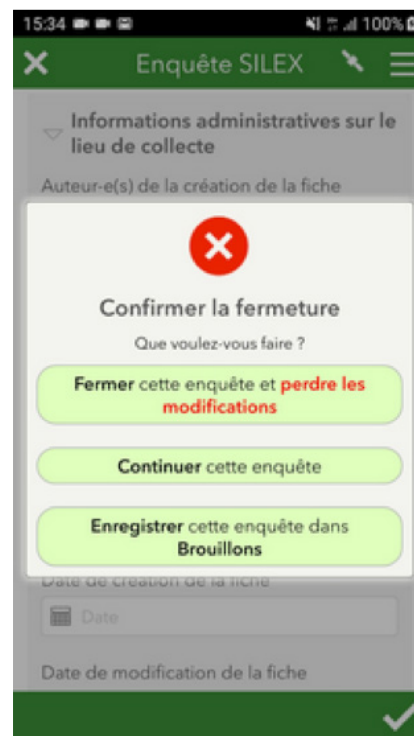 15:34 100%
Enquête SILEX
Informations administratives sur le
lieu de collecte
Auteur-e(s) de la création de la fiche
Confirmer la fermeture
Que voulez-vous faire ?
Fermer cette enquête et perdre les
modifications
Continuer cette enquête
Enregistrer cette enquête dans
Brouillons
Date de création de la fiche
Date
Date de modification de la fiche